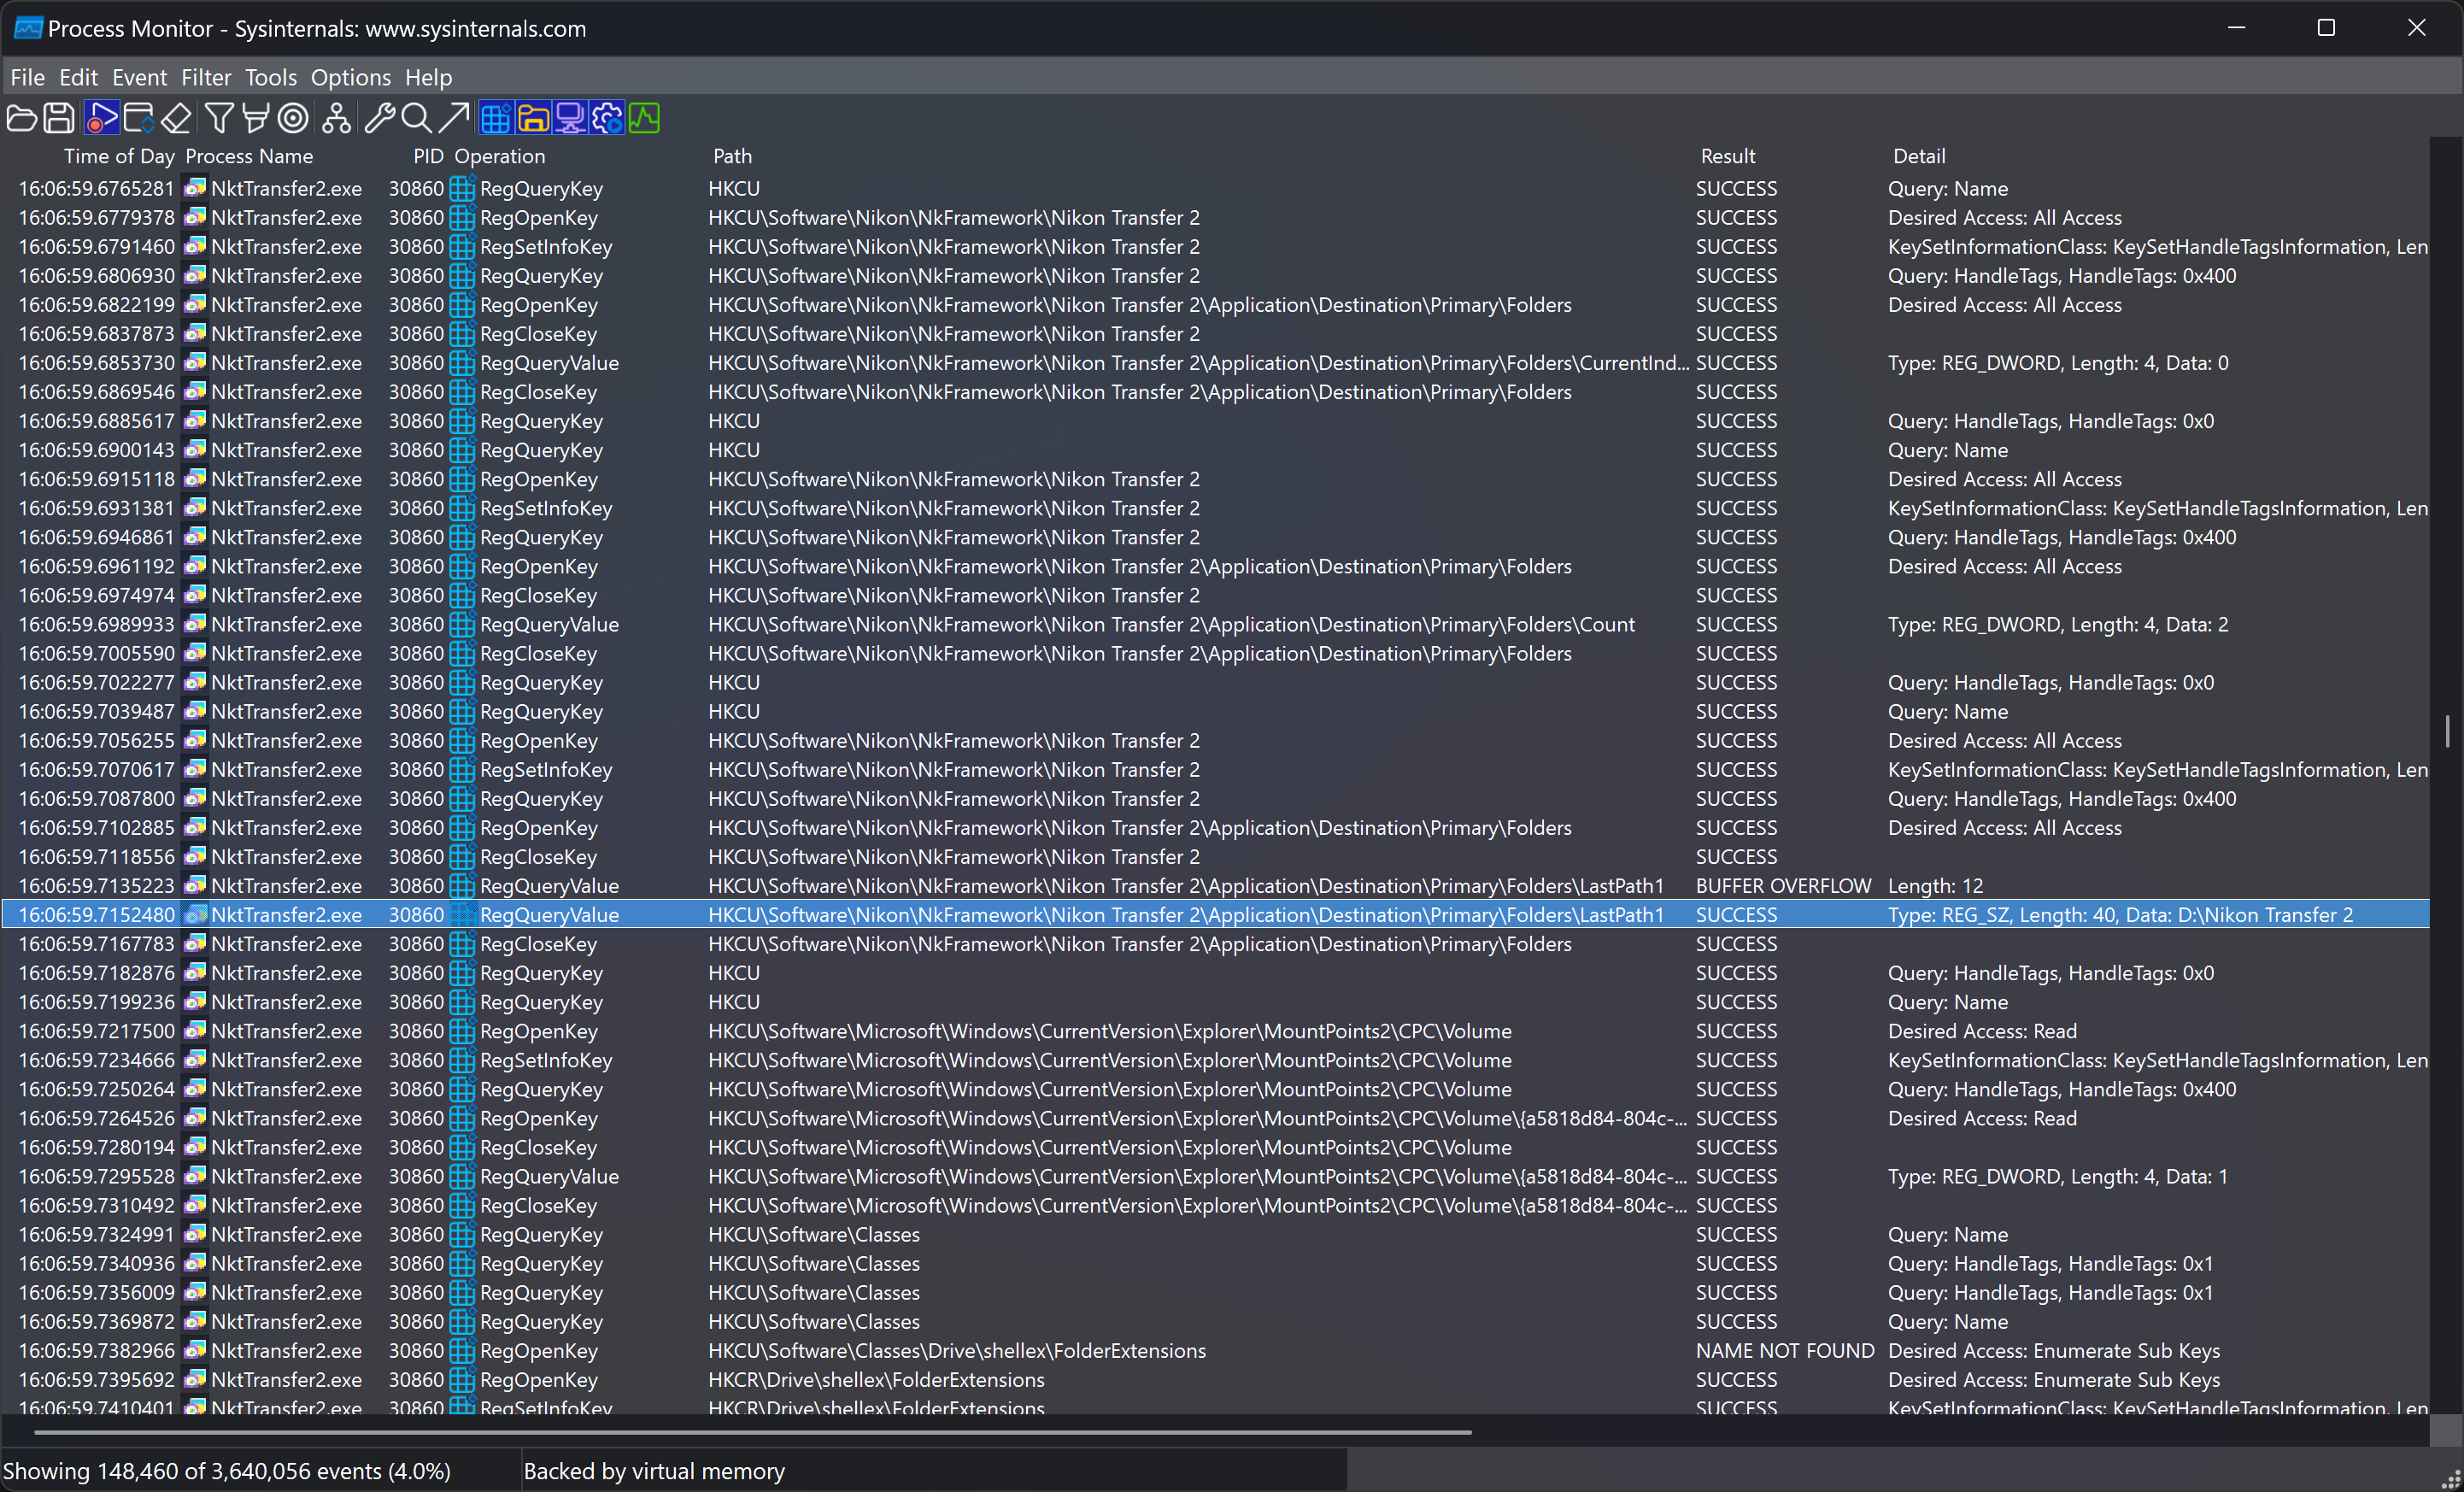 Process Monitor - Sysinternals: www.sysinternals.com
File Edit Event Filter Tools Options Help
Time of Day Process Name PID Operation Path Result Detail
16:06:59.6765281 NktTransfer2.exe 30860 RegQueryKey HKCU SUCCESS Query: Name
16:06:59.6779378 NktTransfer2.exe 30860 RegOpenKey HKCU\Software\Nikon\NkFramework\Nikon Transfer 2 SUCCESS Desired Access: All Access
16:06:59.6791460 NktTransfer2.exe 30860 RegSetInfoKey HKCU\Software\Nikon\NkFramework\Nikon Transfer 2 SUCCESS KeySetInformationClass: KeySetHandleTagsInformation, Len
16:06:59.6806930 NktTransfer2.exe 30860 RegQueryKey HKCU\Software\Nikon\NkFramework\Nikon Transfer 2 SUCCESS Query: HandleTags, HandleTags: 0x400
16:06:59.6822199 NktTransfer2.exe 30860 RegOpenKey HKCU\Software\Nikon\NkFramework\Nikon Transfer 2\Application\Destination\Primary\Folders SUCCESS Desired Access: All Access
16:06:59.6837873 NktTransfer2.exe 30860 RegCloseKey HKCU\Software\Nikon\NkFramework\Nikon Transfer 2 SUCCESS
16:06:59.6853730 NktTransfer2.exe 30860 RegQueryValue HKCU\Software\Nikon\NkFramework\Nikon Transfer 2\Application\Destination\Primary\Folders\CurrentInd... SUCCESS Type: REG_DWORD, Length: 4, Data: 0
16:06:59.6869546 NktTransfer2.exe 30860 RegCloseKey HKCU\Software\Nikon\NkFramework\Nikon Transfer 2\Application\Destination\Primary\Folders SUCCESS
16:06:59.6885617 NktTransfer2.exe 30860 RegQueryKey HKCU SUCCESS Query: HandleTags, HandleTags: 0x0
16:06:59.6900143 NktTransfer2.exe 30860 RegQueryKey HKCU SUCCESS Query: Name
16:06:59.6915118 NktTransfer2.exe 30860 RegOpenKey HKCU\Software\Nikon\NkFramework\Nikon Transfer 2 SUCCESS Desired Access: All Access
16:06:59.6931381 NktTransfer2.exe 30860 RegSetInfoKey HKCU\Software\Nikon\NkFramework\Nikon Transfer 2 SUCCESS KeySetInformationClass: KeySetHandleTagsInformation, Len
16:06:59.6946861 NktTransfer2.exe 30860 RegQueryKey HKCU\Software\Nikon\NkFramework\Nikon Transfer 2 SUCCESS Query: HandleTags, HandleTags: 0x400
16:06:59.6961192 NktTransfer2.exe 30860 RegOpenKey HKCU\Software\Nikon\NkFramework\Nikon Transfer 2\Application\Destination\Primary\Folders SUCCESS Desired Access: All Access
16:06:59.6974974 NktTransfer2.exe 30860 RegCloseKey HKCU\Software\Nikon\NkFramework\Nikon Transfer 2 SUCCESS
16:06:59.6989933 NktTransfer2.exe 30860 RegQueryValue HKCU\Software\Nikon\NkFramework\Nikon Transfer 2\Application\Destination\Primary\Folders\Count SUCCESS Type: REG_DWORD, Length: 4, Data: 2
16:06:59.7005590 NktTransfer2.exe 30860 RegCloseKey HKCU\Software\Nikon\NkFramework\Nikon Transfer 2\Application\Destination\Primary\Folders SUCCESS
16:06:59.7022277 NktTransfer2.exe 30860 RegQueryKey HKCU SUCCESS Query: HandleTags, HandleTags: 0x0
16:06:59.7039487 NktTransfer2.exe 30860 RegQueryKey HKCU SUCCESS Query: Name
16:06:59.7056255 NktTransfer2.exe 30860 RegOpenKey HKCU\Software\Nikon\NkFramework\Nikon Transfer 2 SUCCESS Desired Access: All Access
16:06:59.7070617 NktTransfer2.exe 30860 RegSetInfoKey HKCU\Software\Nikon\NkFramework\Nikon Transfer 2 SUCCESS KeySetInformationClass: KeySetHandleTagsInformation, Len
16:06:59.7087800 NktTransfer2.exe 30860 RegQueryKey HKCU\Software\Nikon\NkFramework\Nikon Transfer 2 SUCCESS Query: HandleTags, HandleTags: 0x400
16:06:59.7102885 NktTransfer2.exe 30860 RegOpenKey HKCU\Software\Nikon\NkFramework\Nikon Transfer 2\Application\Destination\Primary\Folders SUCCESS Desired Access: All Access
16:06:59.7118556 NktTransfer2.exe 30860 RegCloseKey HKCU\Software\Nikon\NkFramework\Nikon Transfer 2 SUCCESS
16:06:59.7135223 NktTransfer2.exe 30860 RegQueryValue HKCU\Software\Nikon\NkFramework\Nikon Transfer 2\Application\Destination\Primary\Folders\LastPath1 BUFFER OVERFLOW Length: 12
16:06:59.7152480 NktTransfer2.exe 30860 RegQueryValue HKCU\Software\Nikon\NkFramework\Nikon Transfer 2\Application\Destination\Primary\Folders\LastPath1 SUCCESS Type: REG_SZ, Length: 40, Data: D:\Nikon Transfer 2
16:06:59.7167783 NktTransfer2.exe 30860 RegCloseKey HKCU\Software\Nikon\NkFramework\Nikon Transfer 2\Application\Destination\Primary\Folders SUCCESS
16:06:59.7182876 NktTransfer2.exe 30860 RegQueryKey HKCU SUCCESS Query: HandleTags, HandleTags: 0x0
16:06:59.7199236 NktTransfer2.exe 30860 RegQueryKey HKCU SUCCESS Query: Name
16:06:59.7217500 NktTransfer2.exe 30860 RegOpenKey HKCU\Software\Microsoft\Windows\CurrentVersion\Explorer\MountPoints2\CPC\Volume SUCCESS Desired Access: Read
16:06:59.7234666 NktTransfer2.exe 30860 RegSetInfoKey HKCU\Software\Microsoft\Windows\CurrentVersion\Explorer\MountPoints2\CPC\Volume SUCCESS KeySetInformationClass: KeySetHandleTagsInformation, Len
16:06:59.7250264 NktTransfer2.exe 30860 RegQueryKey HKCU\Software\Microsoft\Windows\CurrentVersion\Explorer\MountPoints2\CPC\Volume SUCCESS Query: HandleTags, HandleTags: 0x400
16:06:59.7264526 NktTransfer2.exe 30860 RegOpenKey HKCU\Software\Microsoft\Windows\CurrentVersion\Explorer\MountPoints2\CPC\Volume\{a5818d84-804c-... SUCCESS Desired Access: Read
16:06:59.7280194 NktTransfer2.exe 30860 RegCloseKey HKCU\Software\Microsoft\Windows\CurrentVersion\Explorer\MountPoints2\CPC\Volume SUCCESS
16:06:59.7295528 NktTransfer2.exe 30860 RegQueryValue HKCU\Software\Microsoft\Windows\CurrentVersion\Explorer\MountPoints2\CPC\Volume\{a5818d84-804c-... SUCCESS Type: REG_DWORD, Length: 4, Data: 1
16:06:59.7310492 NktTransfer2.exe 30860 RegCloseKey HKCU\Software\Microsoft\Windows\CurrentVersion\Explorer\MountPoints2\CPC\Volume\{a5818d84-804c-... SUCCESS
16:06:59.7324991 NktTransfer2.exe 30860 RegQueryKey HKCU\Software\Classes SUCCESS Query: Name
16:06:59.7340936 NktTransfer2.exe 30860 RegQueryKey HKCU\Software\Classes SUCCESS Query: HandleTags, HandleTags: 0x1
16:06:59.7356009 NktTransfer2.exe 30860 RegQueryKey HKCU\Software\Classes SUCCESS Query: HandleTags, HandleTags: 0x1
16:06:59.7369872 NktTransfer2.exe 30860 RegQueryKey HKCU\Software\Classes SUCCESS Query: Name
16:06:59.7382966 NktTransfer2.exe 30860 RegOpenKey HKCU\Software\Classes\Drive\shellex\FolderExtensions NAME NOT FOUND Desired Access: Enumerate Sub Keys
16:06:59.7395692 NktTransfer2.exe 30860 RegOpenKey HKCR\Drive\shellex\FolderExtensions SUCCESS Desired Access: Enumerate Sub Keys
16:06:59.7410401 NktTransfer2.exe 30860 RegSetInfoKey HKCR\Drive\shellex\FolderExtensions SUCCESS KeySetInformationClass: KeySetHandleTagsInformation, Len
Showing 148,460 of 3,640,056 events (4.0%) Backed by virtual memory